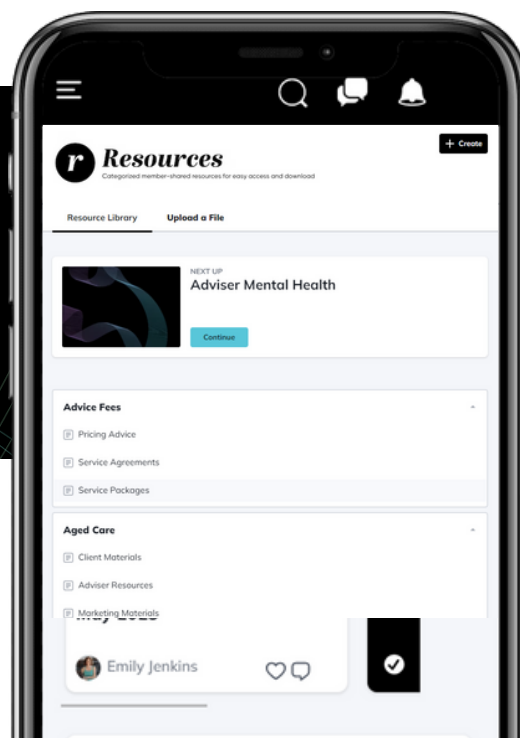 + Create
r Resources
Categorized member-shared resources for easy access and download
Resource Library Upload a File
NEXT UP
Adviser Mental Health
Continue
Advice Fees
Pricing Advice
Service Agreements
Service Packages
Aged Care
Client Materials
Adviser Resources
Marketing Materials
Emily Jenkins